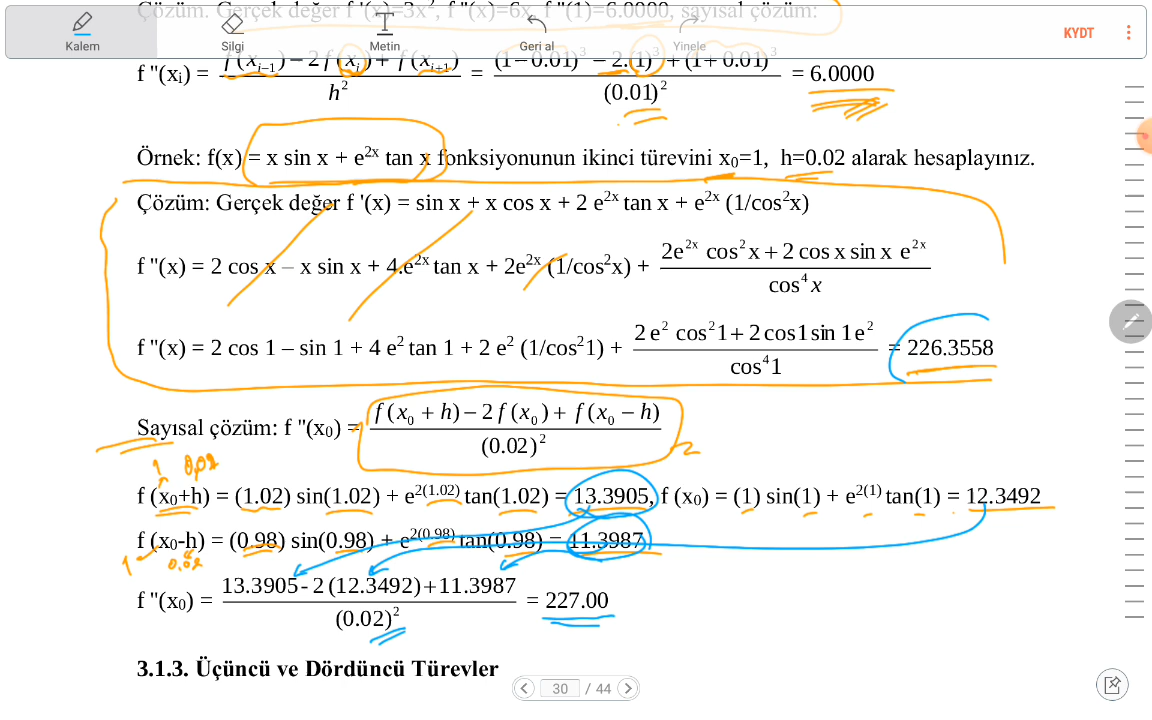 Çözüm. Gerçek değer f '(x)=3x², f "(x)=6x, f "(1)=6.0000, sayısal çözüm:
Kalem Silgi Metin Geri al Yinele KYDT
f "(xᵢ) = f(xᵢ₋₁) – 2f(xᵢ) + f(xᵢ₊₁) / h² = (1–0.01)³ – 2.(1)³ + (1+0.01)³ / (0.01)² = 6.0000
Örnek: f(x) = x sin x + e²ˣ tan x fonksiyonunun ikinci türevini x₀=1, h=0.02 alarak hesaplayınız.
Çözüm: Gerçek değer f '(x) = sin x + x cos x + 2 e²ˣ tan x + e²ˣ (1/cos²x)
f "(x) = 2 cos x – x sin x + 4.e²ˣ tan x + 2e²ˣ (1/cos²x) + 2e²ˣ cos²x + 2 cos x sin x e²ˣ / cos⁴x
f "(x) = 2 cos 1 – sin 1 + 4 e² tan 1 + 2 e² (1/cos²1) + 2 e² cos²1 + 2 cos1 sin 1e² / cos⁴1 = 226.3558
Sayısal çözüm: f "(x₀) = f(x₀ + h) – 2f(x₀) + f(x₀ – h) / (0.02)²
1 0,02
f (x₀+h) = (1.02) sin(1.02) + e²⁽¹·⁰²⁾ tan(1.02) = 13.3905, f (x₀) = (1) sin(1) + e²⁽¹⁾ tan(1) = 12.3492
f (x₀-h) = (0.98) sin(0.98) + e²⁽⁰·⁹⁸⁾ tan(0.98) = 11.3987
1 0.02
f "(x₀) = 13.3905 - 2 (12.3492)+11.3987 / (0.02)² = 227.00
3.1.3. Üçüncü ve Dördüncü Türevler
30 / 44